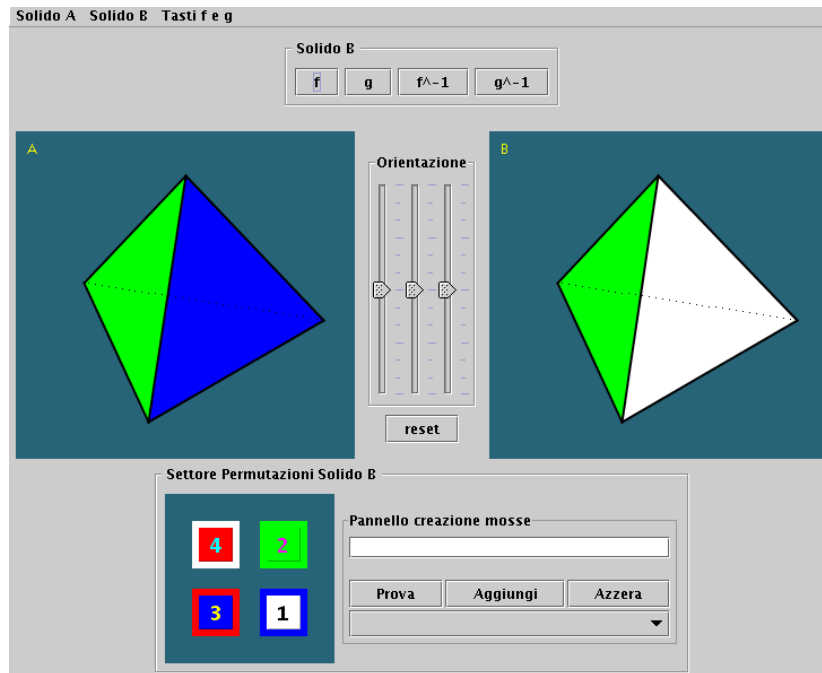 Solido A Solido B Tasti f e g
Solido B
f g f^-1 g^-1
A
Orientazione
B
reset
Settore Permutazioni Solido B
4 2
3 1
Pannello creazione mosse
Prova Aggiungi Azzera